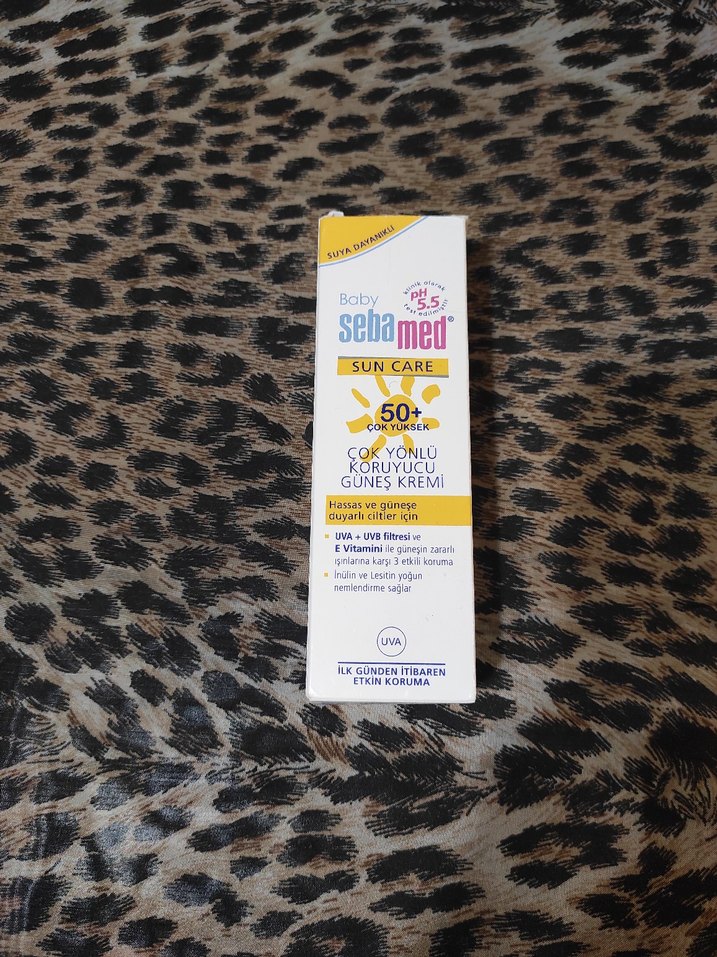 SUYA DAYANIKLI
Baby
sebamed®
klinik olarak
pH
5.5
test edilmiştir
SUN CARE
50+
ÇOK YÜKSEK
ÇOK YÖNLÜ
KORUYUCU
GÜNEŞ KREMİ
Hassas ve güneşe
duyarlı ciltler için
UVA + UVB filtresi ve
E Vitamini ile güneşin zararlı
ışınlarına karşı 3 etkili koruma
İnülin ve Lesitin yoğun
nemlendirme sağlar
UVA
İLK GÜNDEN İTİBAREN
ETKİN KORUMA